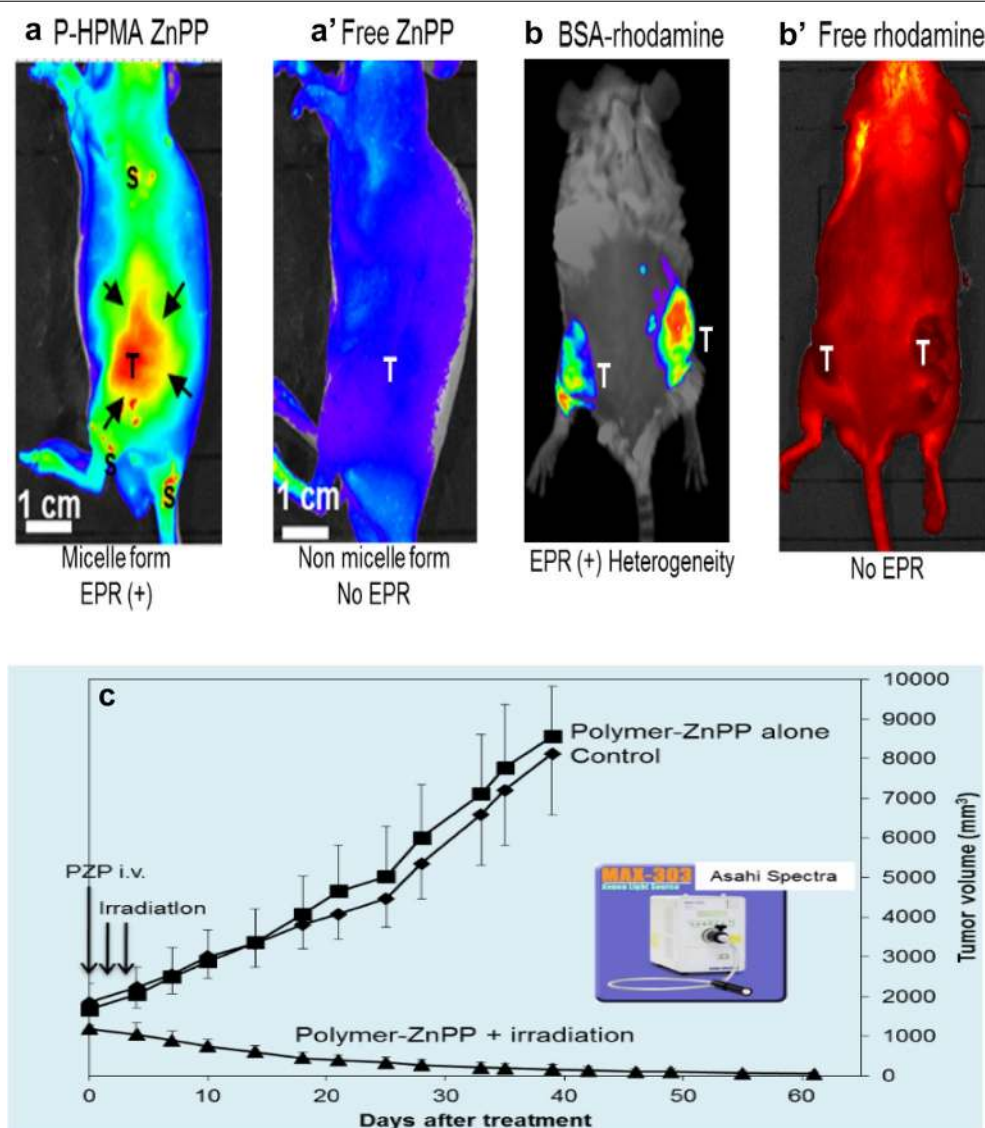 a P-HPMA ZnPP
a' Free ZnPP
b BSA-rhodamine
b' Free rhodamine
S
T
S
S
1 cm
T
1 cm
T
T
T
T
Micelle form
EPR (+)
Non micelle form
No EPR
EPR (+) Heterogeneity
No EPR
c
Polymer-ZnPP alone
Control
PZP i.v.
Irradiation
MAX-303
Xenon Light Source
Asahi Spectra
Polymer-ZnPP + irradiation
10000
9000
8000
7000
6000
5000
4000
3000
2000
1000
0
Tumor volume (mm³)
0 10 20 30 40 50 60
Days after treatment